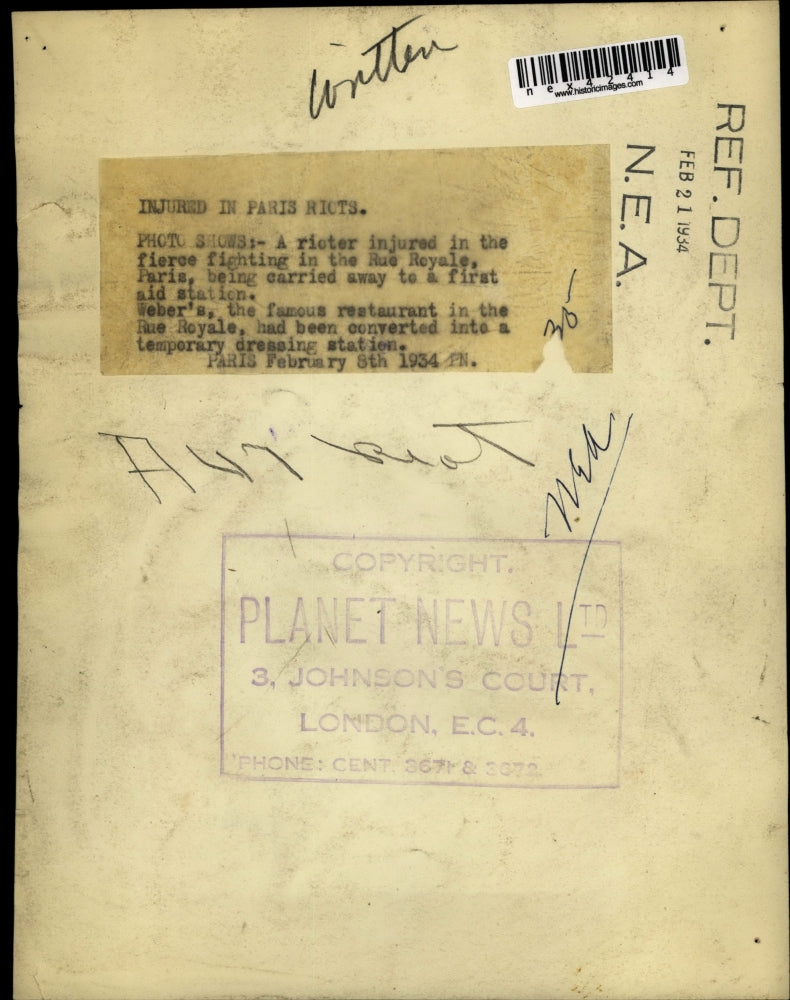 written
nex42414
www.historicimages.com
REF. DEPT.
FEB 21 1934
N.E.A.
INJURED IN PARIS RIOTS.
PHOTO SHOWS:- A rioter injured in the
fierce fighting in the Rue Royale,
Paris, being carried away to a first
aid station.
Weber's, the famous restaurant in the
Rue Royale, had been converted into a
temporary dressing station.
PARIS February 8th 1934 PN.
NEA
COPYRIGHT.
PLANET NEWS LTD
3, JOHNSON'S COURT,
LONDON, E.C. 4.
'PHONE: CENT. 3671 & 3672